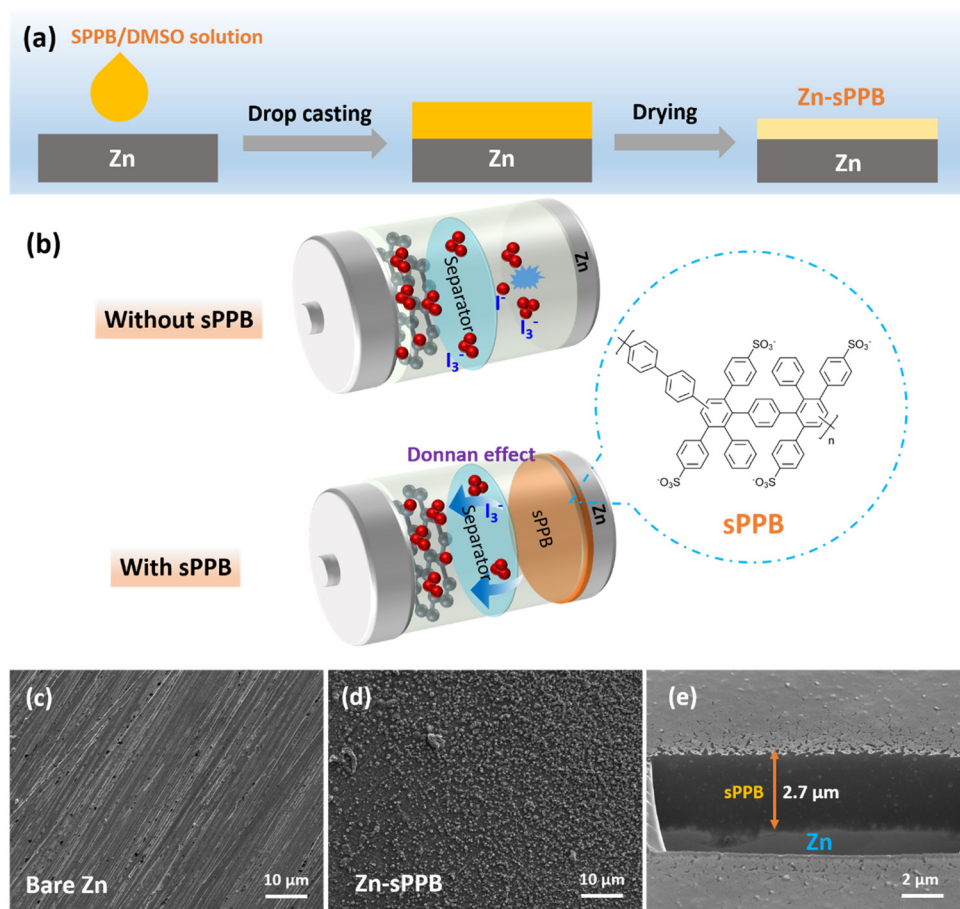 (a)
SPPB/DMSO solution
Zn
Drop casting
Zn
Drying
Zn-sPPB
Zn
(b)
Without sPPB
Separator
I₃⁻
I⁻
I₃⁻
Zn
With sPPB
Donnan effect
Separator
I₃⁻
sPPB
Zn
SO₃⁻
SO₃⁻
⁻O₃S
⁻O₃S
n
sPPB
(c)
Bare Zn
10 μm
(d)
Zn-sPPB
10 μm
(e)
sPPB
2.7 μm
Zn
2 μm